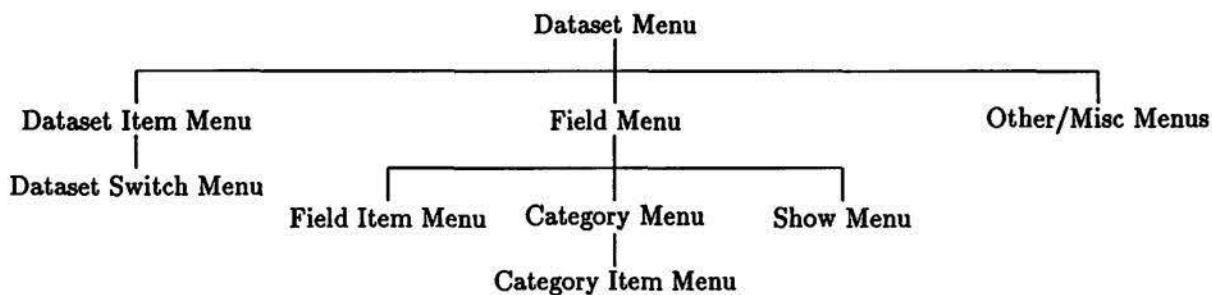 Dataset Menu
Dataset Item Menu
Field Menu
Other/Misc Menus
Dataset Switch Menu
Field Item Menu
Category Menu
Show Menu
Category Item Menu